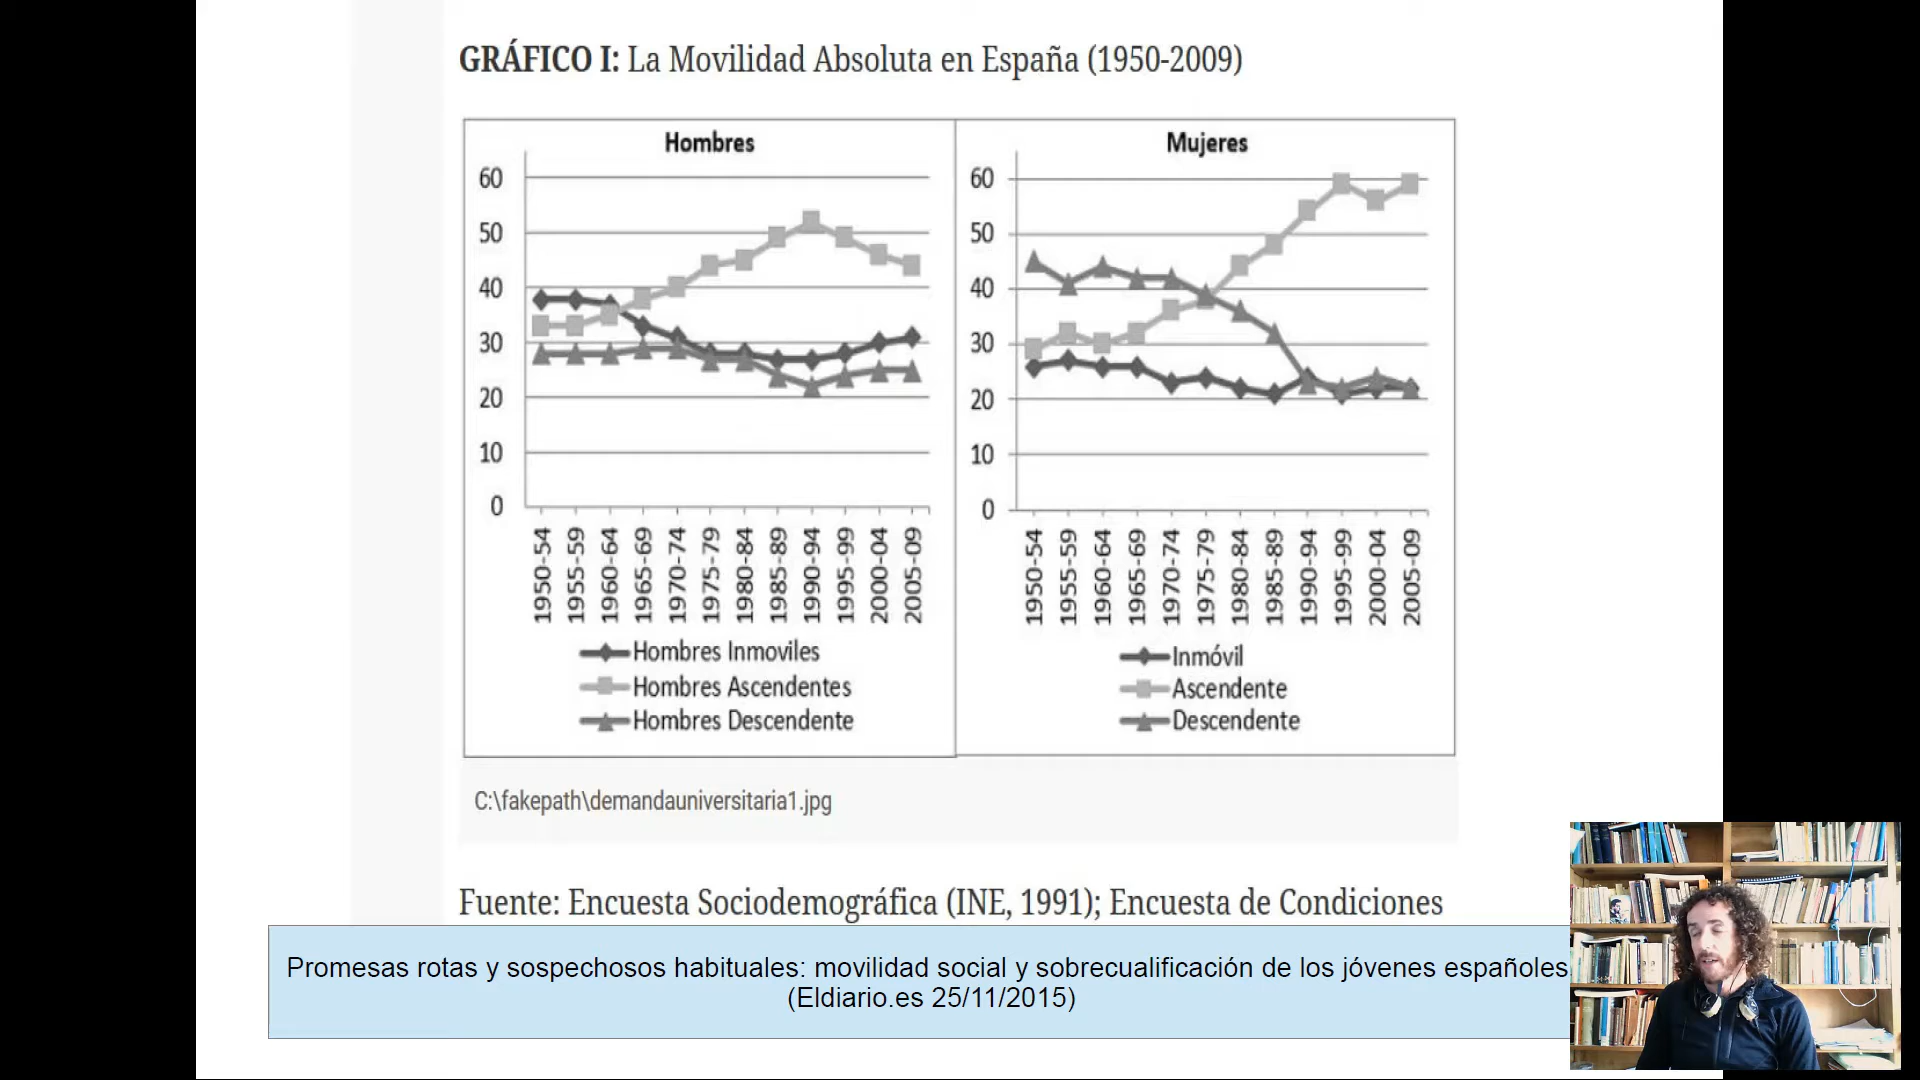 GRÁFICO I: La Movilidad Absoluta en España (1950-2009)
Hombres
60
50
40
30
20
10
0
1950-54
1955-59
1960-64
1965-69
1970-74
1975-79
1980-84
1985-89
1990-94
1995-99
2000-04
2005-09
Hombres Inmoviles
Hombres Ascendentes
Hombres Descendente
Mujeres
60
50
40
30
20
10
0
1950-54
1955-59
1960-64
1965-69
1970-74
1975-79
1980-84
1985-89
1990-94
1995-99
2000-04
2005-09
Inmóvil
Ascendente
Descendente
C:\fakepath\demandauniversitaria1.jpg
Fuente: Encuesta Sociodemográfica (INE, 1991); Encuesta de Condiciones
Promesas rotas y sospechosos habituales: movilidad social y sobrecualificación de los jóvenes españoles
(Eldiario.es 25/11/2015)